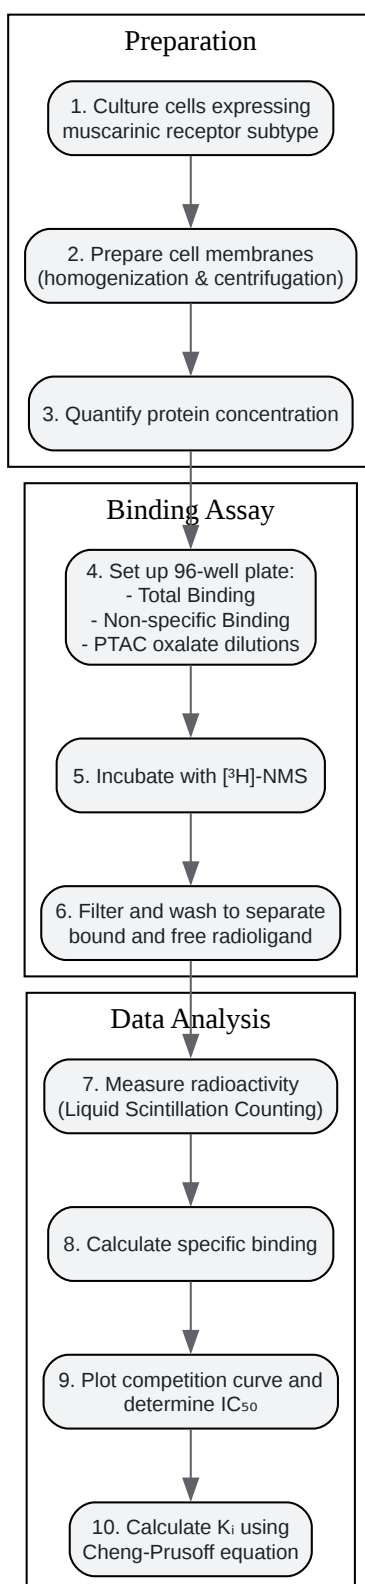 Preparation
1. Culture cells expressing
muscarinic receptor subtype
2. Prepare cell membranes
(homogenization & centrifugation)
3. Quantify protein concentration
Binding Assay
4. Set up 96-well plate:
- Total Binding
- Non-specific Binding
- PTAC oxalate dilutions
5. Incubate with [³H]-NMS
6. Filter and wash to separate
bound and free radioligand
Data Analysis
7. Measure radioactivity
(Liquid Scintillation Counting)
8. Calculate specific binding
9. Plot competition curve and
determine IC₅₀
10. Calculate Kᵢ using
Cheng-Prusoff equation